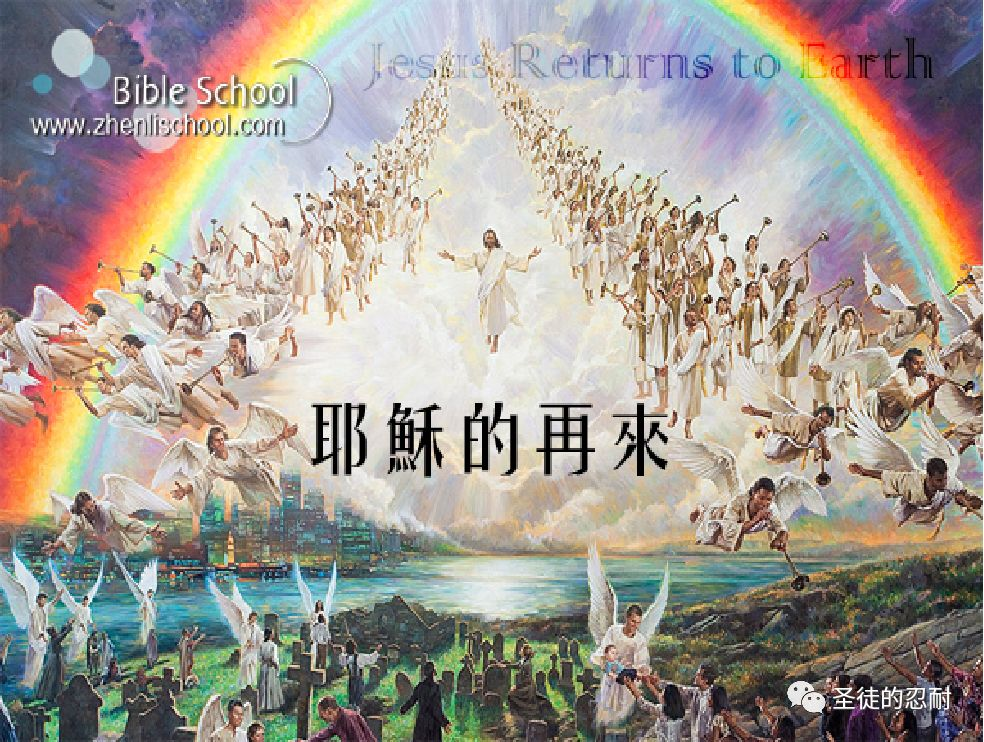 Jesus Returns to Earth
Bible School
www.zhenlischool.com
耶穌的再來
圣徒的忍耐